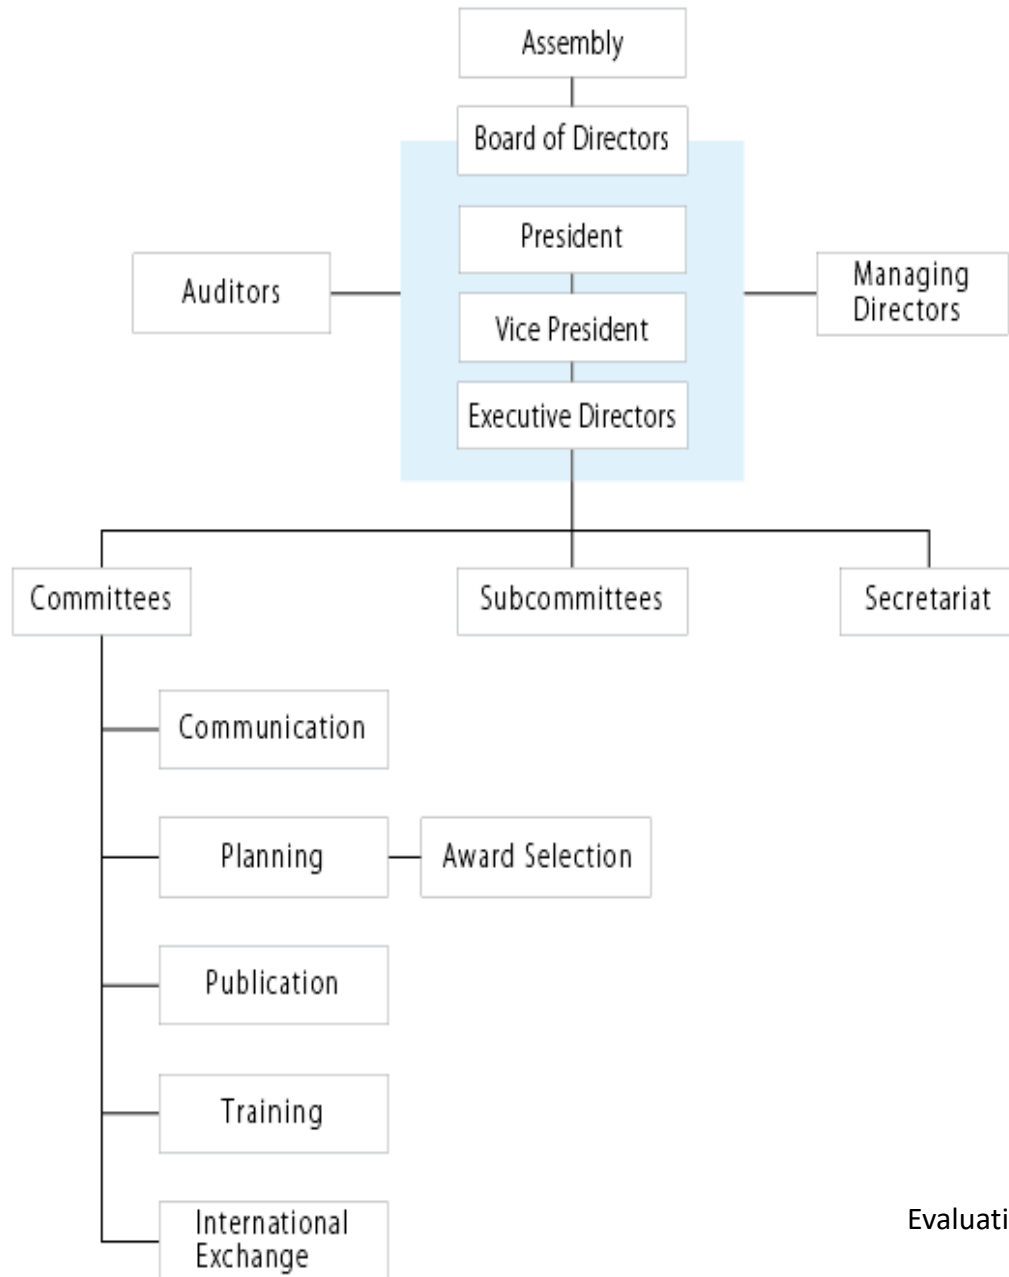 Assembly
Board of Directors
President
Auditors
Managing
Directors
Vice President
Executive Directors
Committees
Subcommittees
Secretariat
Communication
Planning
Award Selection
Publication
Training
International
Exchange
Evaluati